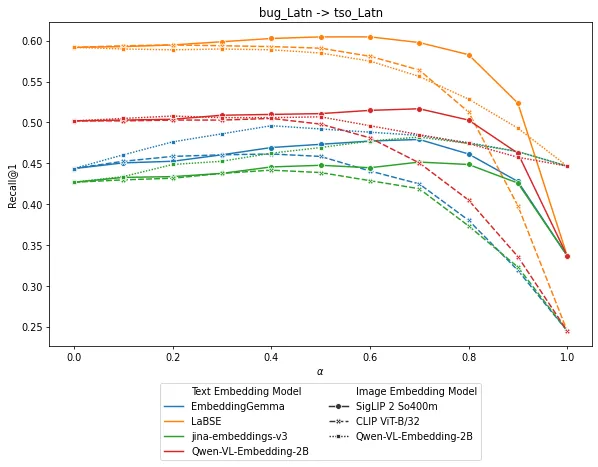 bug_Latn -> tso_Latn
0.60
0.55
0.50
0.45
0.40
0.35
0.30
0.25
Recall@1
0.0 0.2 0.4 0.6 0.8 1.0
α
Text Embedding Model
EmbeddingGemma
LaBSE
jina-embeddings-v3
Qwen-VL-Embedding-2B
Image Embedding Model
SigLIP 2 So400m
CLIP ViT-B/32
Qwen-VL-Embedding-2B